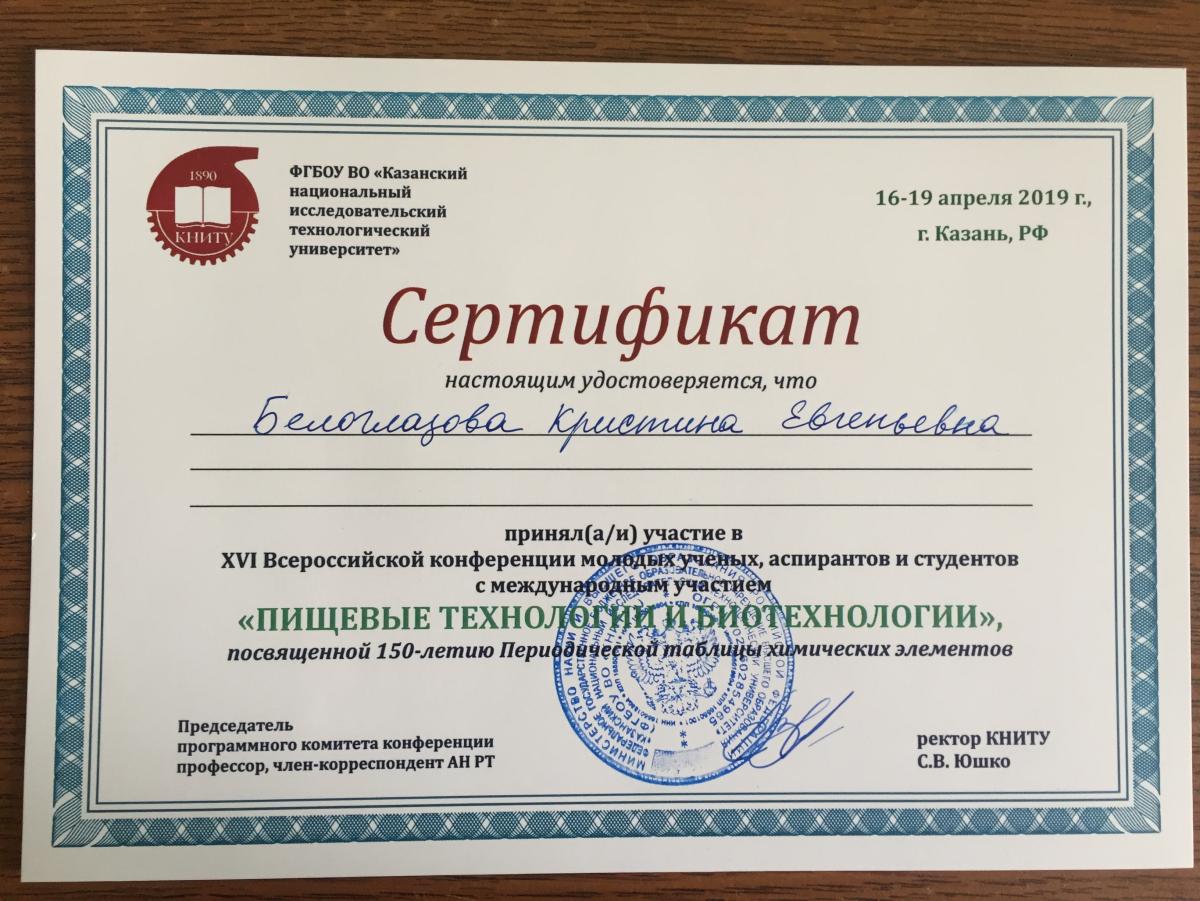 1890
КНИТУ
ФГБОУ ВО «Казанский
национальный
исследовательский
технологический
университет»
16-19 апреля 2019 г.,
г. Казань, РФ
Сертификат
настоящим удостоверяется, что
Белоглазова Кристина Евгеньевна
принял(а/и) участие в
XVI Всероссийской конференции молодых ученых, аспирантов и студентов
с международным участием
«ПИЩЕВЫЕ ТЕХНОЛОГИИ И БИОТЕХНОЛОГИИ»,
посвященной 150-летию Периодической таблицы химических элементов
Председатель
программного комитета конференции
профессор, член-корреспондент АН РТ
ректор КНИТУ
С.В. Юшко